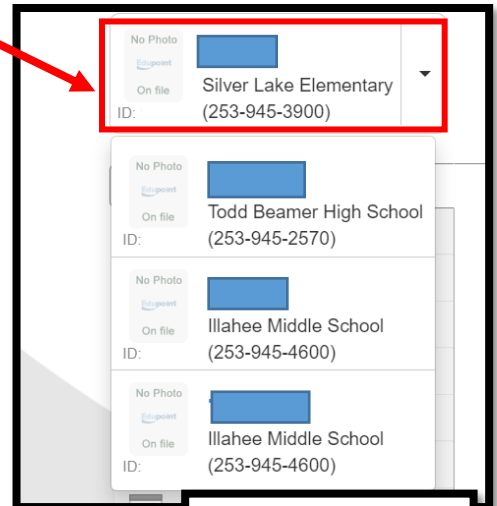 No Photo
Edupoint
On file
ID:
Silver Lake Elementary
(253-945-3900)
No Photo
Edupoint
On file
ID:
Todd Beamer High School
(253-945-2570)
No Photo
Edupoint
On file
ID:
Illahee Middle School
(253-945-4600)
No Photo
Edupoint
On file
ID:
Illahee Middle School
(253-945-4600)